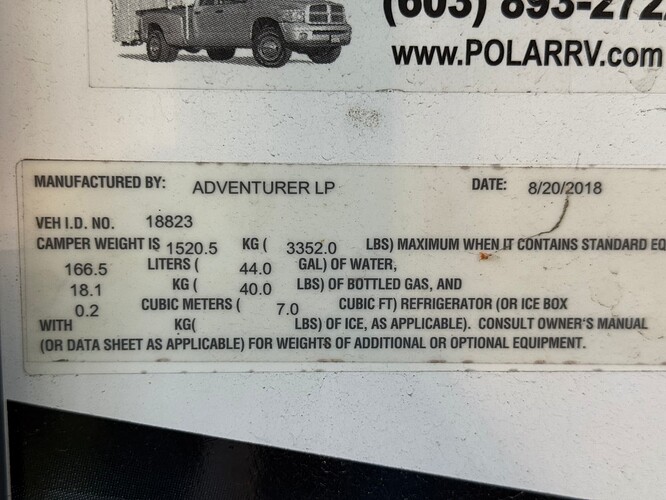 (603) 893-272
www.POLARRV.com
MANUFACTURED BY: ADVENTURER LP DATE: 8/20/2018
VEH I.D. NO. 18823
CAMPER WEIGHT IS 1520.5 KG ( 3352.0 LBS) MAXIMUM WHEN IT CONTAINS STANDARD EQ
166.5 LITERS ( 44.0 GAL) OF WATER,
18.1 KG ( 40.0 LBS) OF BOTTLED GAS, AND
0.2 CUBIC METERS ( 7.0 CUBIC FT) REFRIGERATOR (OR ICE BOX
WITH KG( LBS) OF ICE, AS APPLICABLE). CONSULT OWNER'S MANUAL
(OR DATA SHEET AS APPLICABLE) FOR WEIGHTS OF ADDITIONAL OR OPTIONAL EQUIPMENT.